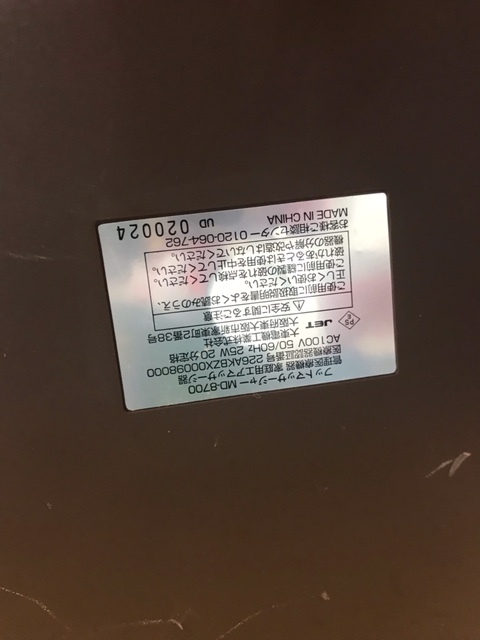 フットマッサージャー MD-8700
管理医療機器 家庭用エアマッサージ器
医療機器認証番号 226AKBZX00098000
AC100V 50/60Hz 25W 20分定格
大東電機工業株式会社
大阪府東大阪市新家東町2番38号
PS
E
JET
⚠ 安全に関するご注意
ご使用前に取扱説明書をよくお読みのうえ、
正しくお使いください。
ご使用前に縫製の破れを点検してください。
破れがあるときは使用を中止してください。
機器の分解や改造はしないでください。
お客様ご相談センター 0120-064-762
MADE IN CHINA
UD 020024